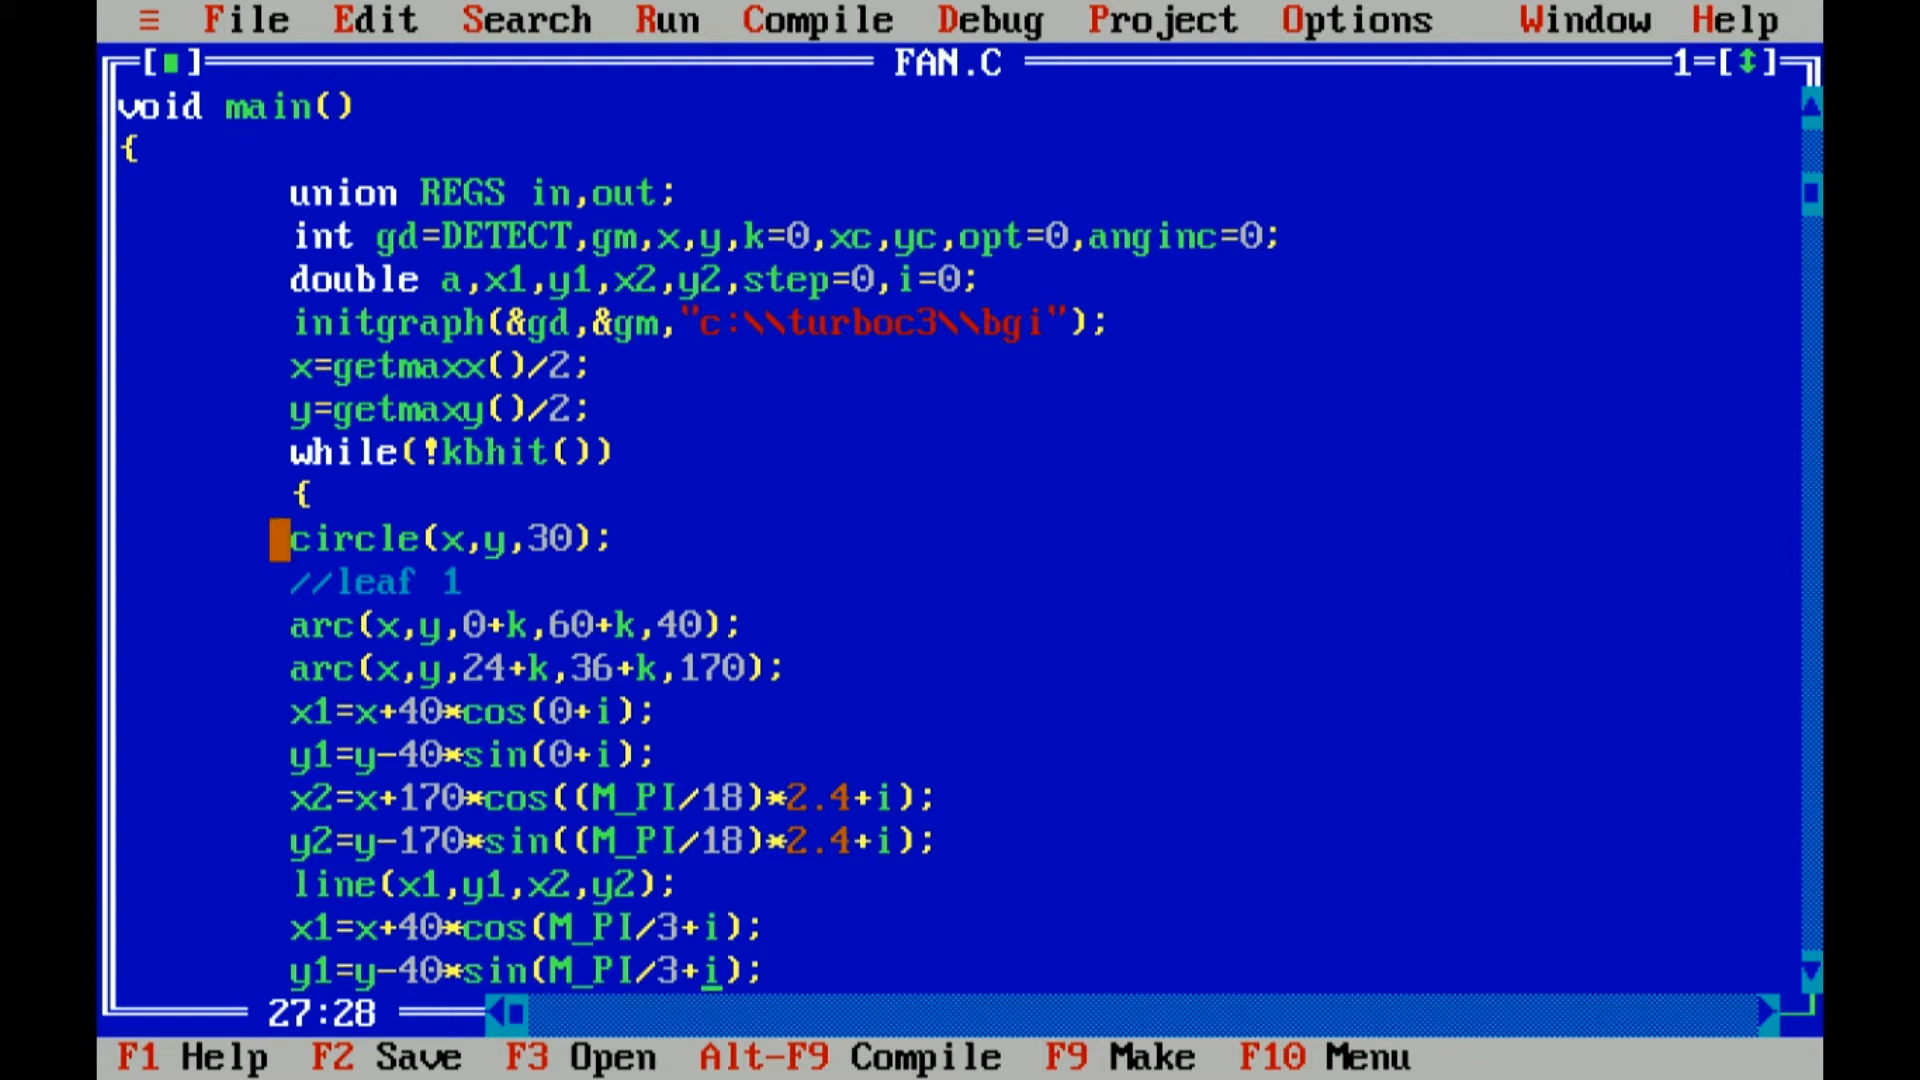 ≡ File Edit Search Run Compile Debug Project Options Window Help
[■] FAN.C 1=[↕]
void main()
{
union REGS in,out;
int gd=DETECT,gm,x,y,k=0,xc,yc,opt=0,anginc=0;
double a,x1,y1,x2,y2,step=0,i=0;
initgraph(&gd,&gm,"c:\\turboc3\\bgi");
x=getmaxx()/2;
y=getmaxy()/2;
while(!kbhit())
{
circle(x,y,30);
//leaf 1
arc(x,y,0+k,60+k,40);
arc(x,y,24+k,36+k,170);
x1=x+40*cos(0+i);
y1=y-40*sin(0+i);
x2=x+170*cos((M_PI/18)*2.4+i);
y2=y-170*sin((M_PI/18)*2.4+i);
line(x1,y1,x2,y2);
x1=x+40*cos(M_PI/3+i);
y1=y-40*sin(M_PI/3+i);
27:28
F1 Help F2 Save F3 Open Alt-F9 Compile F9 Make F10 Menu